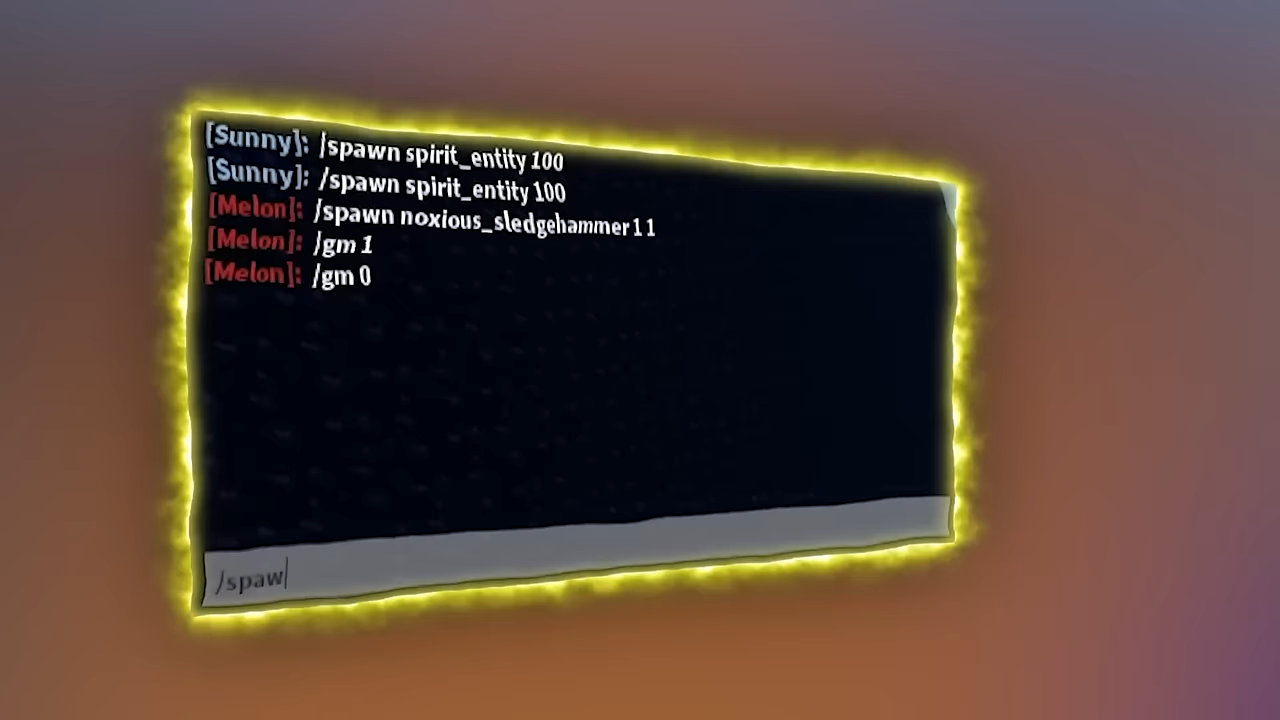 [Sunny]: /spawn spirit_entity 100
[Sunny]: /spawn spirit_entity 100
[Melon]: /spawn noxious_sledgehammer 1 1
[Melon]: /gm 1
[Melon]: /gm 0
/spaw